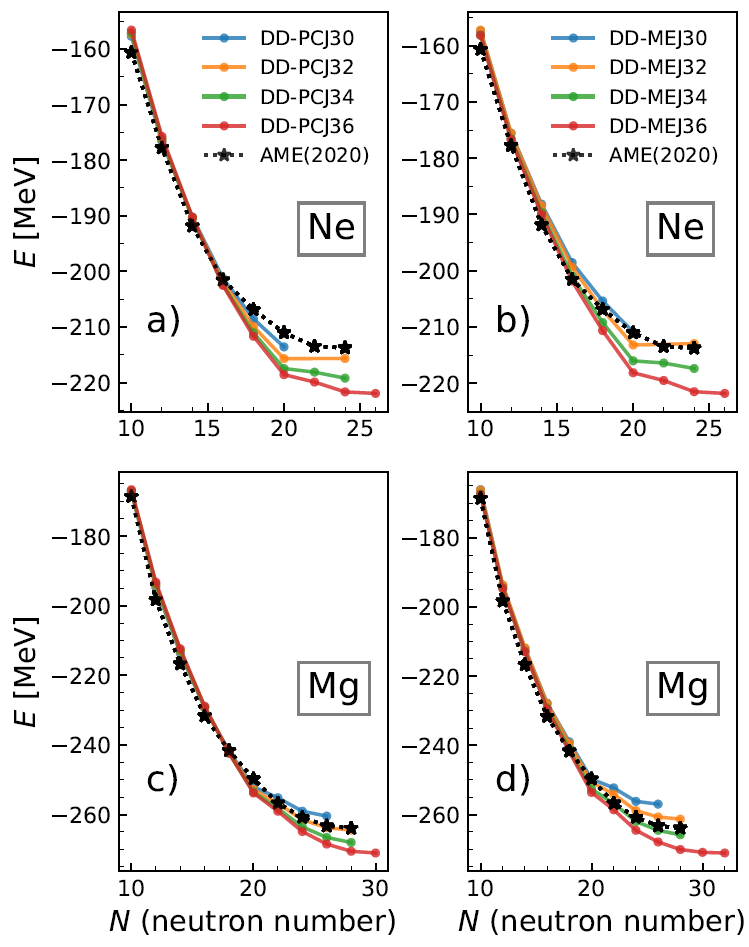 DD-PCJ30
DD-PCJ32
DD-PCJ34
DD-PCJ36
AME(2020)
Ne
a)
E [MeV]
−160
−170
−180
−190
−200
−210
−220
10 15 20 25
DD-MEJ30
DD-MEJ32
DD-MEJ34
DD-MEJ36
AME(2020)
Ne
b)
−160
−170
−180
−190
−200
−210
−220
10 15 20 25
Mg
c)
E [MeV]
−180
−200
−220
−240
−260
10 20 30
N (neutron number)
Mg
d)
−180
−200
−220
−240
−260
10 20 30
N (neutron number)